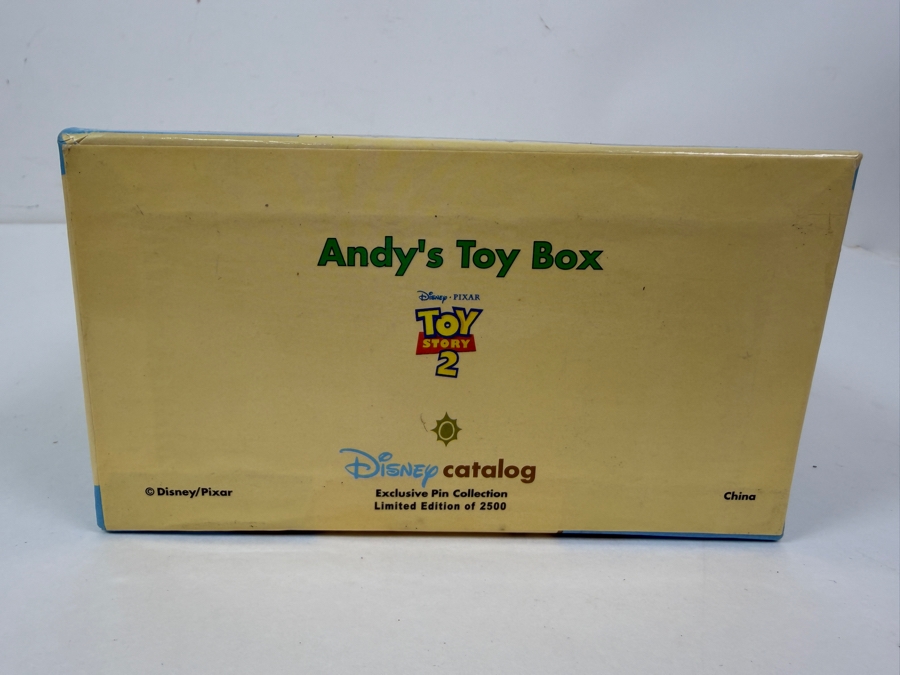 Andy's Toy Box
Disney · PIXAR
TOY
STORY
2
Disney catalog
Exclusive Pin Collection
Limited Edition of 2500
© Disney/Pixar
China